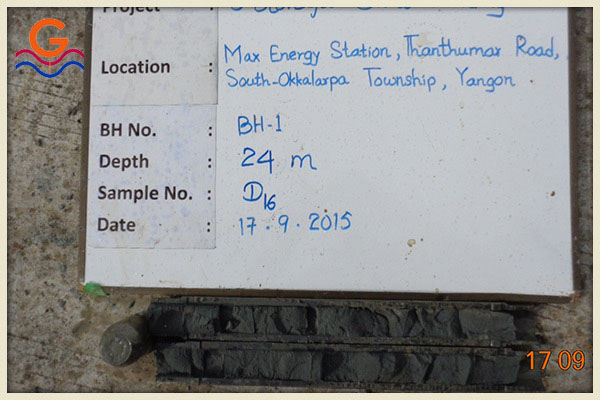 G
Project :
Location : Max Energy Station, Thanthumar Road,
South-Okkalarpa Township, Yangon
BH No. : BH-1
Depth : 24 m
Sample No. : D16
Date : 17.9.2015
17 09